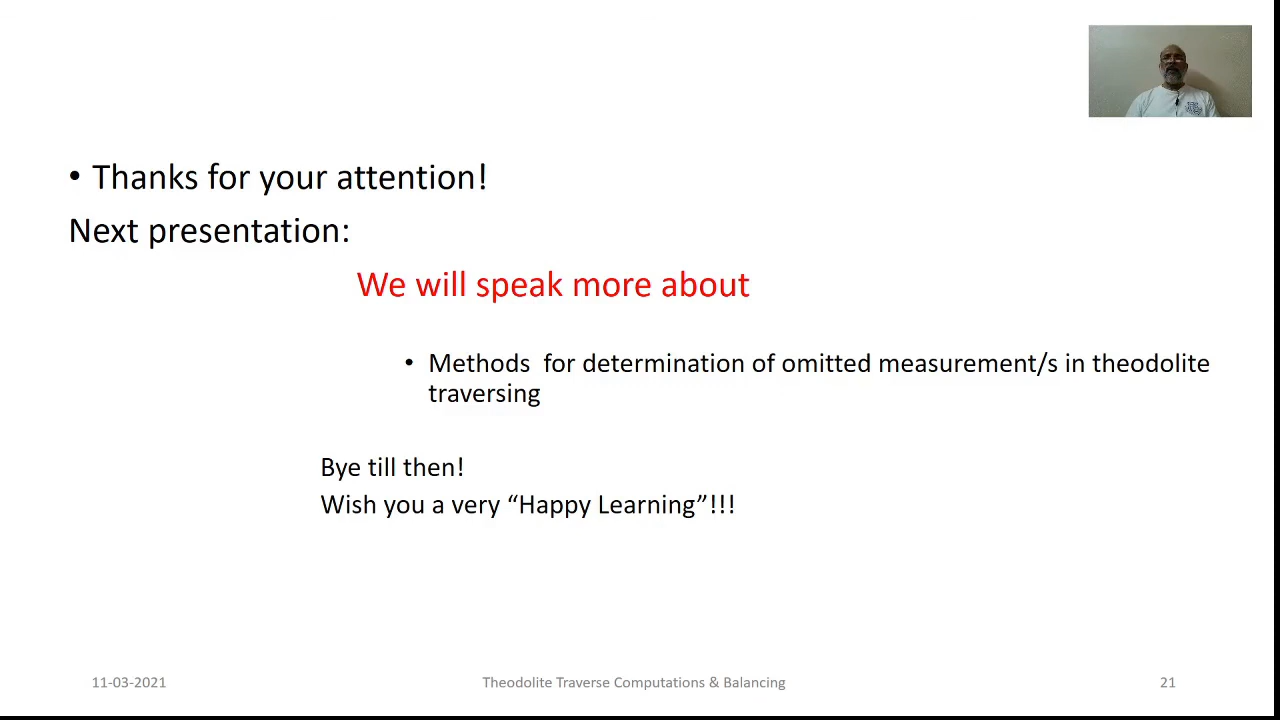 • Thanks for your attention!
Next presentation:
We will speak more about
• Methods  for determination of omitted measurement/s in theodolite
traversing
Bye till then!
Wish you a very “Happy Learning”!!!
11-03-2021
Theodolite Traverse Computations & Balancing
21